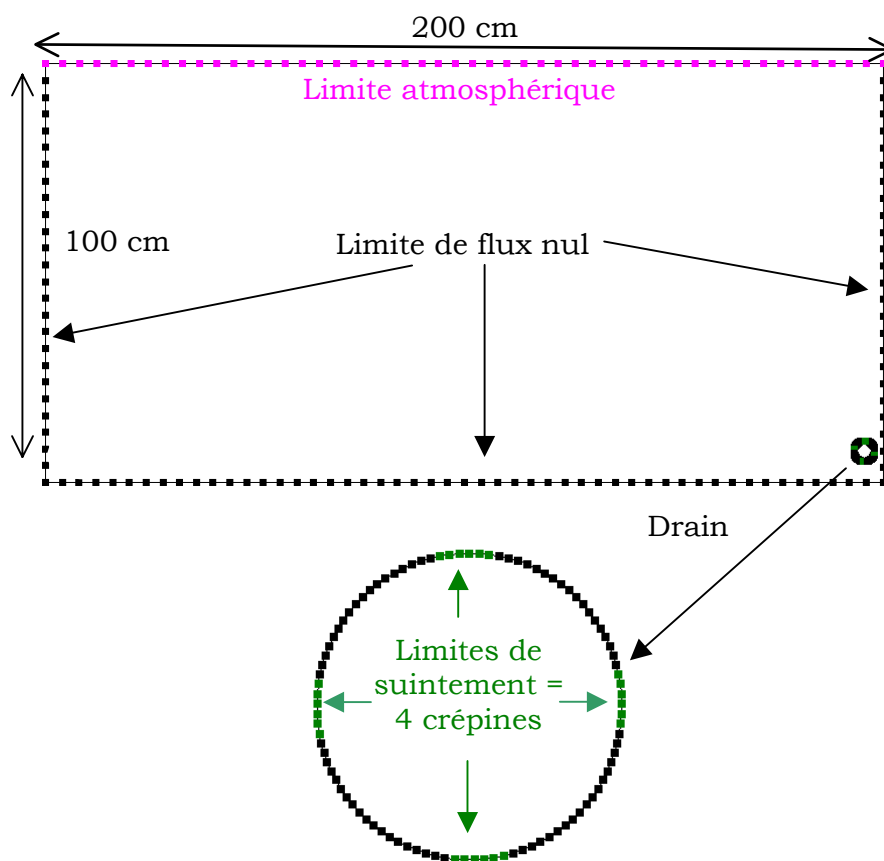 200 cm
Limite atmosphérique
100 cm
Limite de flux nul
Drain
Limites de
suintement =
4 crépines